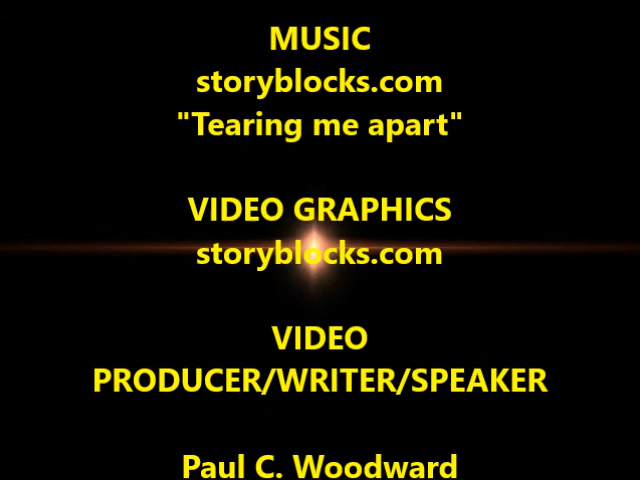 MUSIC
storyblocks.com
"Tearing me apart"
VIDEO GRAPHICS
storyblocks.com
VIDEO
PRODUCER/WRITER/SPEAKER
Paul C. Woodward